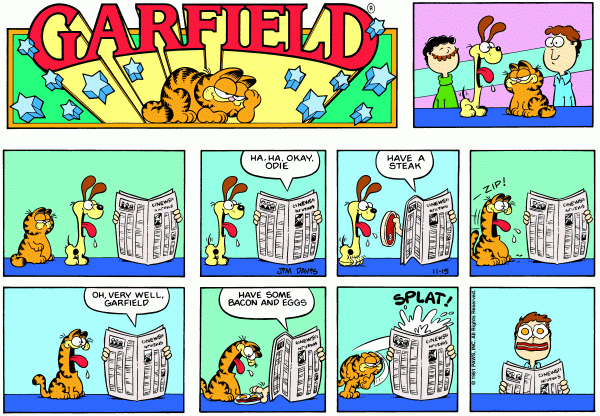 GARFIELD
®
HA, HA, OKAY,
ODIE
JIM DAVIS
HAVE A
STEAK
11-15
ZIP!
OH, VERY WELL,
GARFIELD
HAVE SOME
BACON AND EGGS
SPLAT!